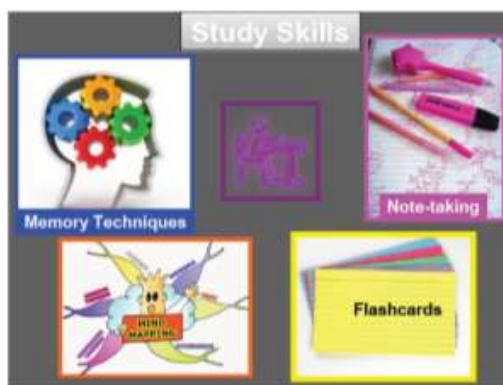 Study Skills
Memory Techniques
Note-taking
MIND
MAPPING
Flashcards